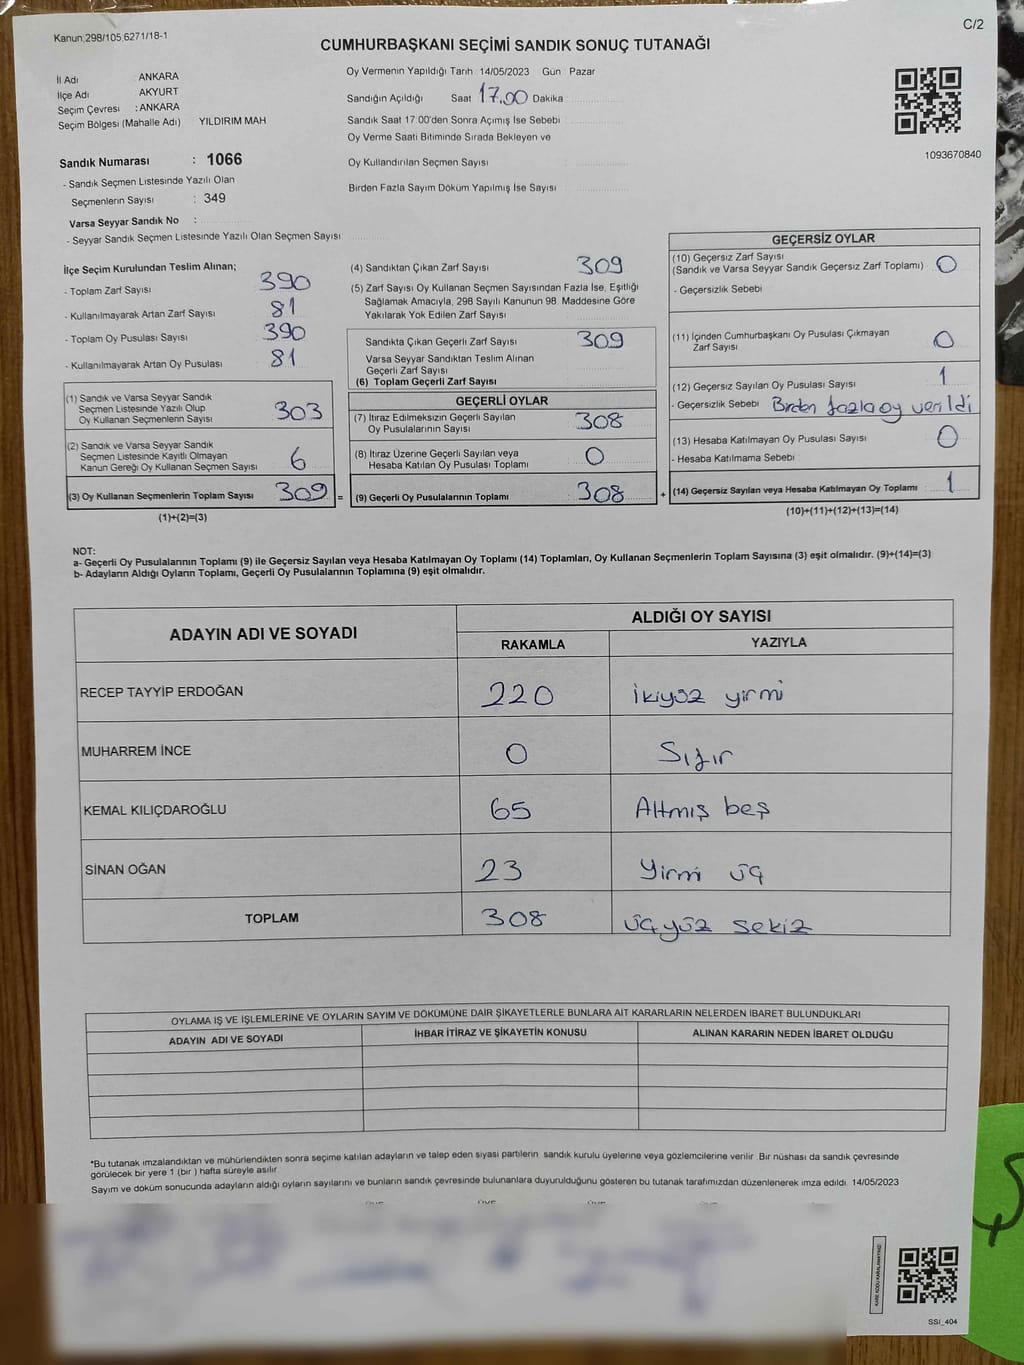 Kanun;298/105;6271/18-1
C/2
CUMHURBAŞKANI SEÇİMİ SANDIK SONUÇ TUTANAĞI
İl Adı : ANKARA
İlçe Adı : AKYURT
Seçim Çevresi : ANKARA
Seçim Bölgesi (Mahalle Adı) YILDIRIM MAH
Sandık Numarası : 1066
- Sandık Seçmen Listesinde Yazılı Olan
Seçmenlerin Sayısı : 349
Varsa Seyyar Sandık No :
- Seyyar Sandık Seçmen Listesinde Yazılı Olan Seçmen Sayısı
Oy Vermenin Yapıldığı Tarih 14/05/2023 Gün Pazar
Sandığın Açıldığı Saat 17.00 Dakika
Sandık Saat 17:00'den Sonra Açımış İse Sebebi
Oy Verme Saati Bitiminde Sırada Bekleyen ve
Oy Kullandırılan Seçmen Sayısı :
Birden Fazla Sayım Döküm Yapılmış İse Sayısı :
1093670840
İlçe Seçim Kurulundan Teslim Alınan;
- Toplam Zarf Sayısı 390
- Kullanılmayarak Artan Zarf Sayısı 81
- Toplam Oy Pusulası Sayısı 390
- Kullanılmayarak Artan Oy Pusulası 81
(1) Sandık ve Varsa Seyyar Sandık
Seçmen Listesinde Yazılı Olup
Oy Kullanan Seçmenlerin Sayısı 303
(2) Sandık ve Varsa Seyyar Sandık
Seçmen Listesinde Kayıtlı Olmayan
Kanun Gereği Oy Kullanan Seçmen Sayısı 6
(3) Oy Kullanan Seçmenlerin Toplam Sayısı 309 =
(1)+(2)=(3)
(4) Sandıktan Çıkan Zarf Sayısı 309
(5) Zarf Sayısı Oy Kullanan Seçmen Sayısından Fazla İse, Eşitliği
Sağlamak Amacıyla, 298 Sayılı Kanunun 98. Maddesine Göre
Yakılarak Yok Edilen Zarf Sayısı :
Sandıkta Çıkan Geçerli Zarf Sayısı 309
Varsa Seyyar Sandıktan Teslim Alınan
Geçerli Zarf Sayısı
(6) Toplam Geçerli Zarf Sayısı
GEÇERLİ OYLAR
(7) İtiraz Edilmeksizin Geçerli Sayılan
Oy Pusulalarının Sayısı 308
(8) İtiraz Üzerine Geçerli Sayılan veya
Hesaba Katılan Oy Pusulası Toplamı 0
(9) Geçerli Oy Pusulalarının Toplamı : 308 +
GEÇERSİZ OYLAR
(10) Geçersiz Zarf Sayısı
(Sandık ve Varsa Seyyar Sandık Geçersiz Zarf Toplamı) 0
- Geçersizlik Sebebi
(11) İçinden Cumhurbaşkanı Oy Pusulası Çıkmayan
Zarf Sayısı 0
(12) Geçersiz Sayılan Oy Pusulası Sayısı 1
- Geçersizlik Sebebi Birden fazla oy verildi
(13) Hesaba Katılmayan Oy Pusulası Sayısı 0
- Hesaba Katılmama Sebebi
(14) Geçersiz Sayılan veya Hesaba Katılmayan Oy Toplamı : 1
(10)+(11)+(12)+(13)=(14)
NOT:
a- Geçerli Oy Pusulalarının Toplamı (9) ile Geçersiz Sayılan veya Hesaba Katılmayan Oy Toplamı (14) Toplamları, Oy Kullanan Seçmenlerin Toplam Sayısına (3) eşit olmalıdır. (9)+(14)=(3)
b- Adayların Aldığı Oyların Toplamı, Geçerli Oy Pusulalarının Toplamına (9) eşit olmalıdır.
ADAYIN ADI VE SOYADI
ALDIĞI OY SAYISI
RAKAMLA YAZIYLA
RECEP TAYYİP ERDOĞAN 220 ikiyüz yirmi
MUHARREM İNCE 0 Sıfır
KEMAL KILIÇDAROĞLU 65 Altmış beş
SİNAN OĞAN 23 Yirmi üç
TOPLAM 308 üçyüz sekiz
OYLAMA İŞ VE İŞLEMLERİNE VE OYLARIN SAYIM VE DÖKÜMÜNE DAİR ŞİKAYETLERLE BUNLARA AİT KARARLARIN NELERDEN İBARET BULUNDUKLARI
ADAYIN ADI VE SOYADI İHBAR İTİRAZ VE ŞİKAYETİN KONUSU ALINAN KARARIN NEDEN İBARET OLDUĞU
*Bu tutanak imzalandıktan ve mühürlendikten sonra seçime katılan adayların ve talep eden siyasi partilerin sandık kurulu üyelerine veya gözlemcilerine verilir .Bir nüshası da sandık çevresinde
görülecek bir yere 1 (bir ) hafta süreyle asılır.
Sayım ve döküm sonucunda adayların aldığı oyların sayılarını ve bunların sandık çevresinde bulunanlara duyurulduğunu gösteren bu tutanak tarafımızdan düzenlenerek imza edildi. 14/05/2023
KARE KODU KARALAMAYINIZ!
SSİ_404